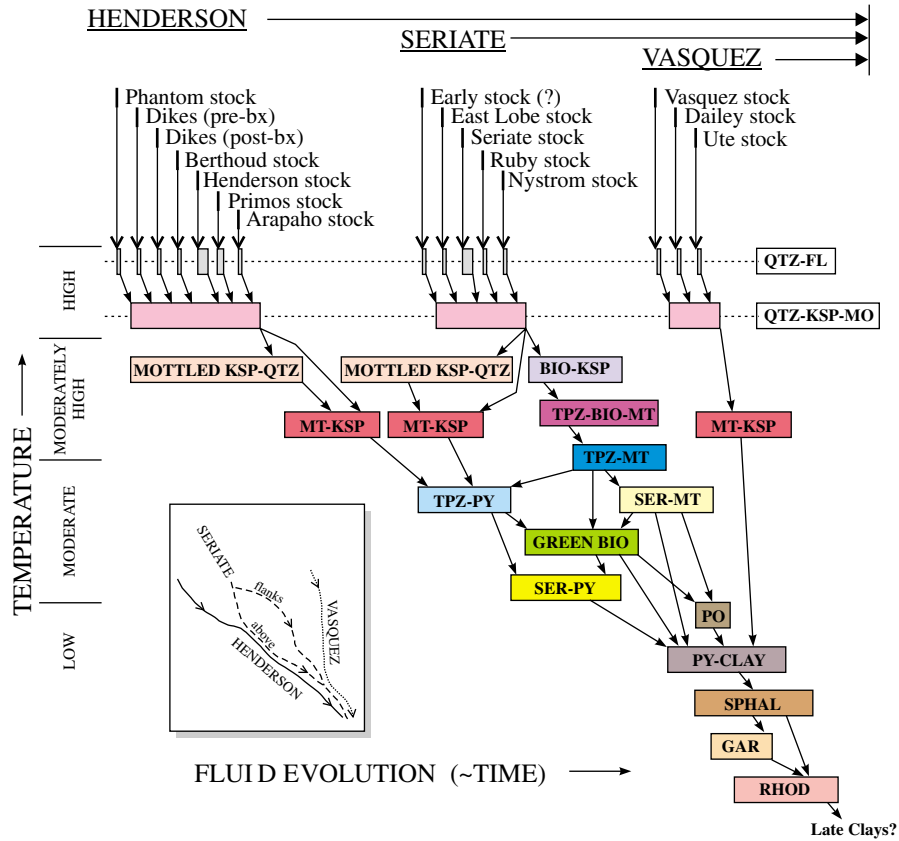 HENDERSON
SERIATE
VASQUEZ
Phantom stock
Dikes (pre-bx)
Dikes (post-bx)
Berthoud stock
Henderson stock
Primos stock
Arapaho stock
Early stock (?)
East Lobe stock
Seriate stock
Ruby stock
Nystrom stock
Vasquez stock
Dailey stock
Ute stock
QTZ-FL
QTZ-KSP-MO
TEMPERATURE
HIGH
MODERATELY
HIGH
MODERATE
LOW
MOTTLED KSP-QTZ
MOTTLED KSP-QTZ
BIO-KSP
MT-KSP
MT-KSP
TPZ-BIO-MT
MT-KSP
TPZ-MT
TPZ-PY
SER-MT
GREEN BIO
SER-PY
PO
PY-CLAY
SPHAL
GAR
RHOD
Late Clays?
SERIATE
flanks
above
HENDERSON
VASQUEZ
FLUID EVOLUTION (~TIME)